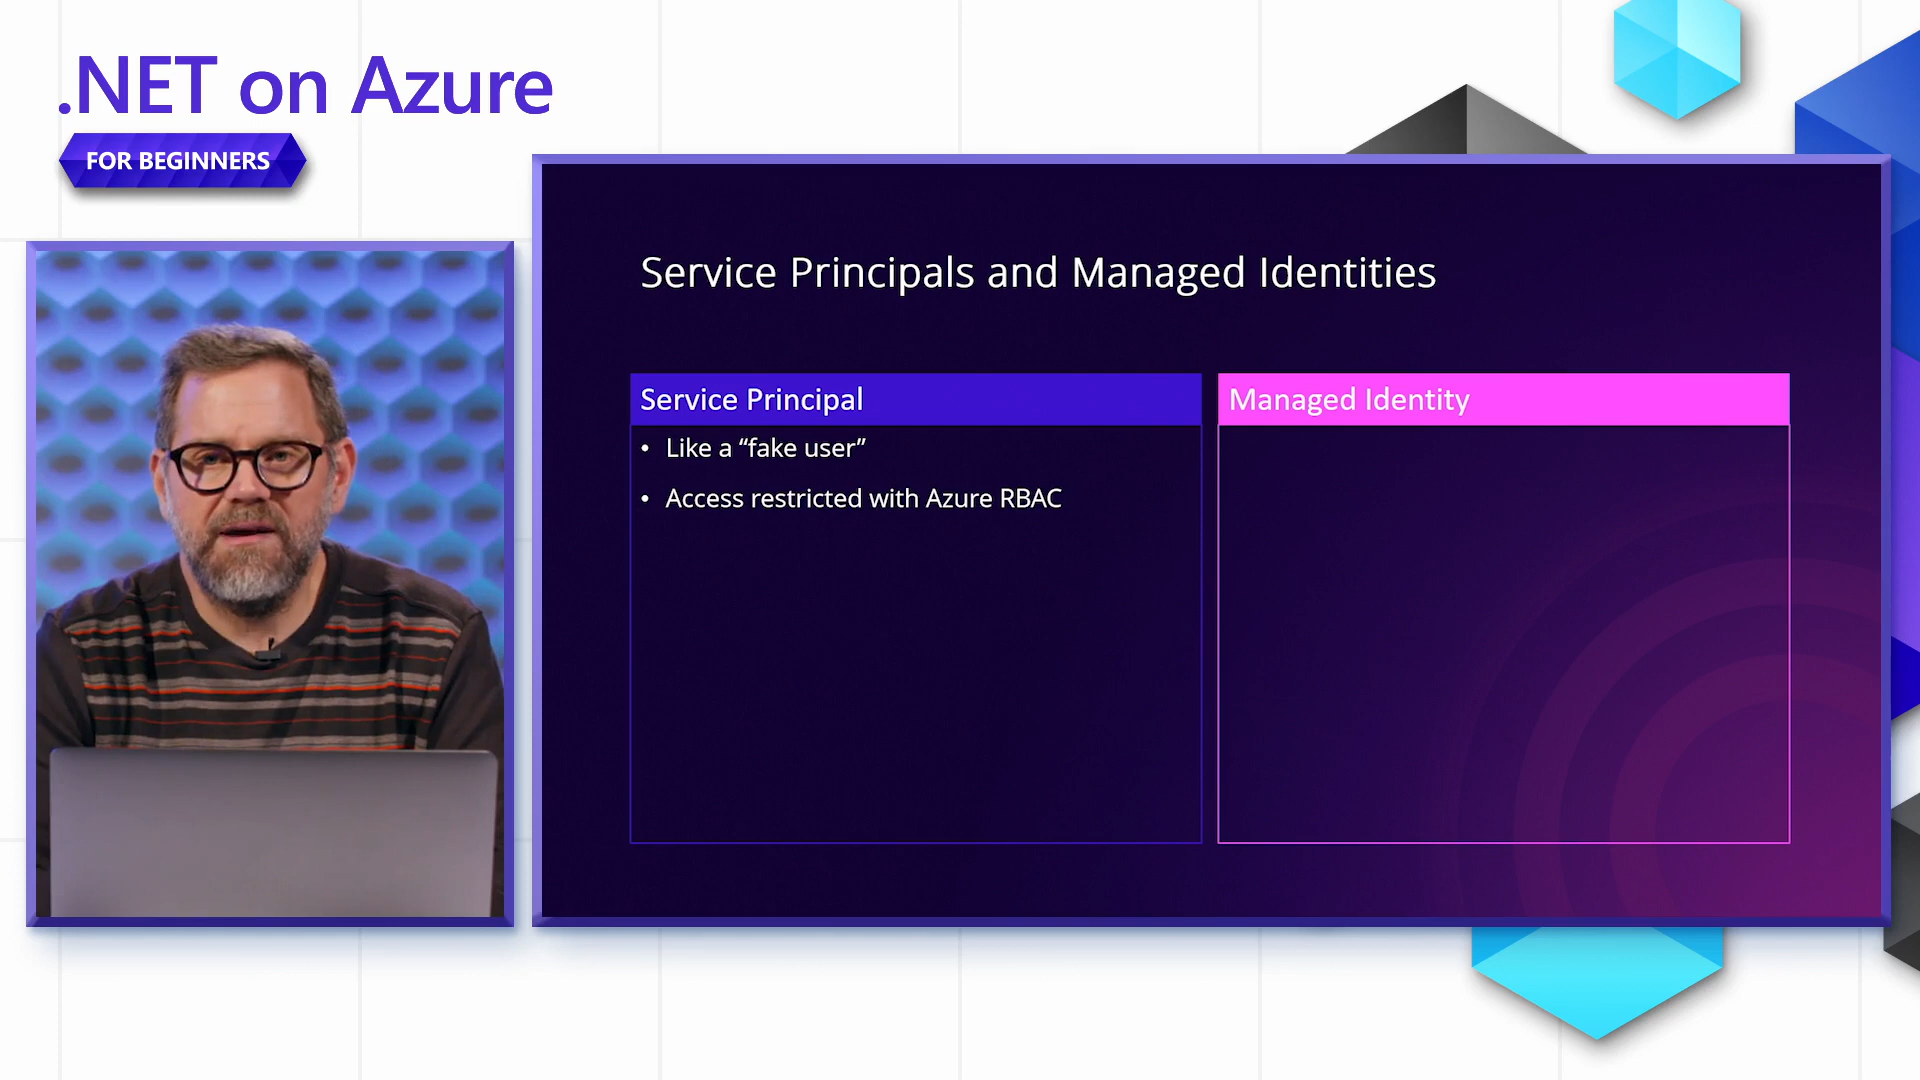 .NET on Azure
FOR BEGINNERS
Service Principals and Managed Identities
Service Principal
• Like a “fake user”
• Access restricted with Azure RBAC
Managed Identity